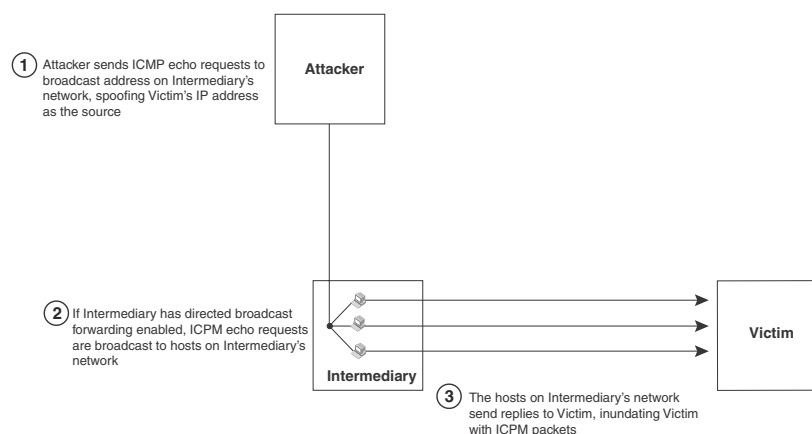 1 Attacker sends ICMP echo requests to
broadcast address on Intermediary's
network, spoofing Victim's IP address
as the source
Attacker
2 If Intermediary has directed broadcast
forwarding enabled, ICPM echo requests
are broadcast to hosts on Intermediary's
network
Intermediary
Victim
3 The hosts on Intermediary's network
send replies to Victim, inundating Victim
with ICPM packets